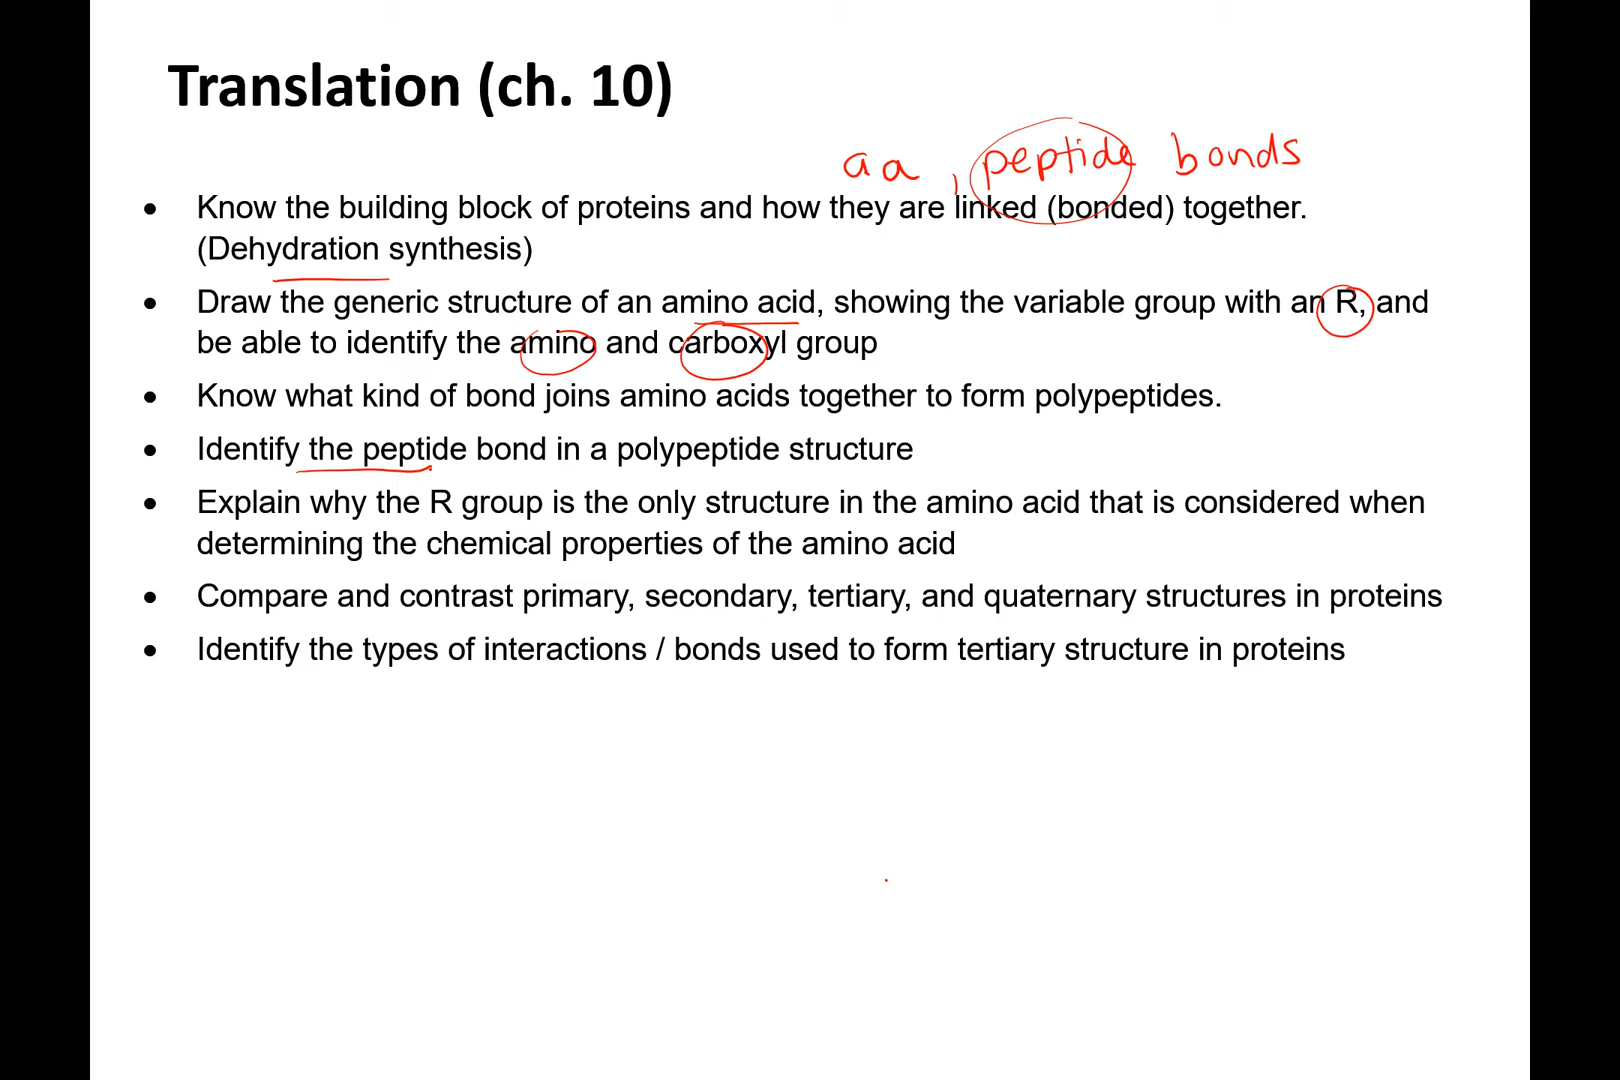 Translation (ch. 10)
aa, peptide bonds
• Know the building block of proteins and how they are linked (bonded) together.
(Dehydration synthesis)
• Draw the generic structure of an amino acid, showing the variable group with an R, and
be able to identify the amino and carboxyl group
• Know what kind of bond joins amino acids together to form polypeptides.
• Identify the peptide bond in a polypeptide structure
• Explain why the R group is the only structure in the amino acid that is considered when
determining the chemical properties of the amino acid
• Compare and contrast primary, secondary, tertiary, and quaternary structures in proteins
• Identify the types of interactions / bonds used to form tertiary structure in proteins